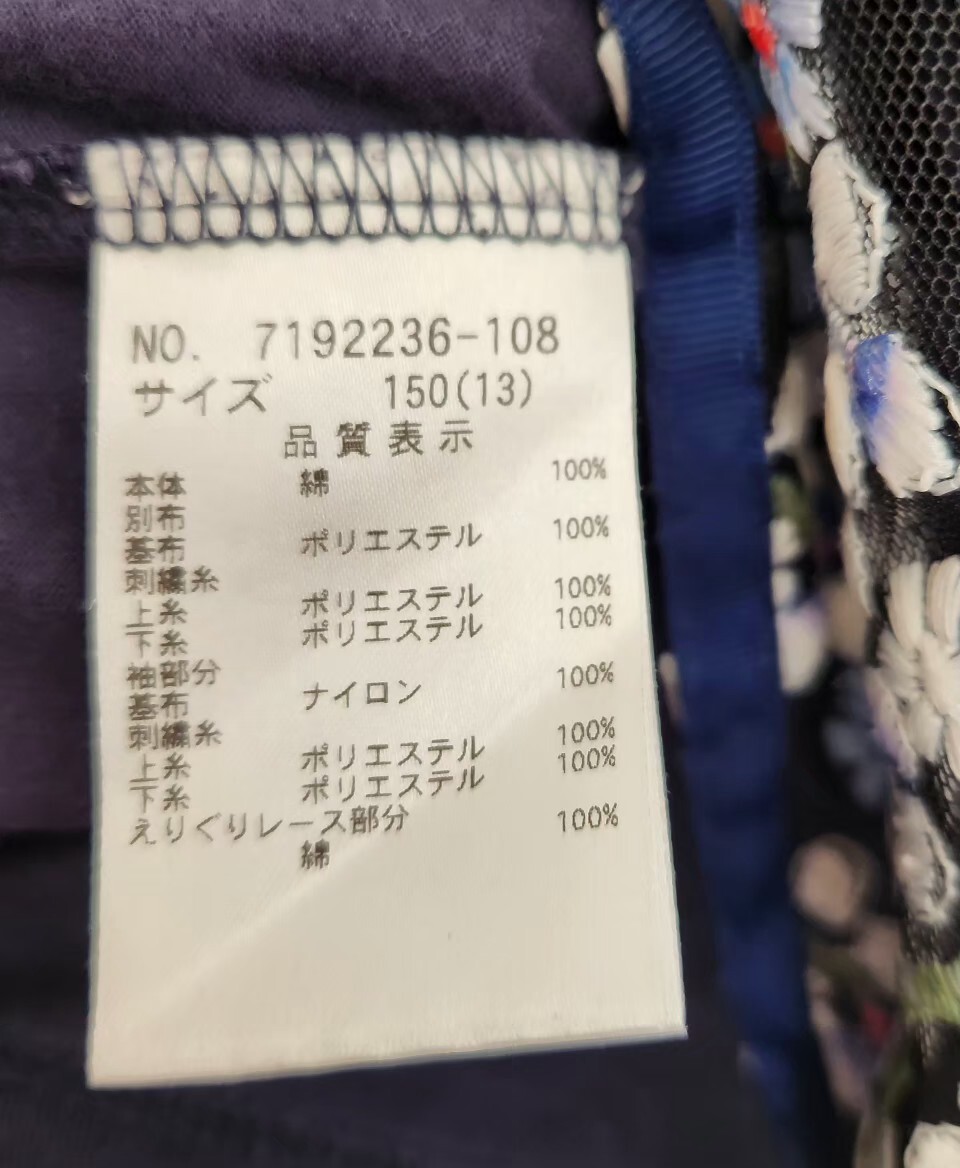 NO. 7192236-108
サイズ 150(13)
品質表示
本体 綿 100%
別布
基布 ポリエステル 100%
刺繍糸
上糸 ポリエステル 100%
下糸 ポリエステル 100%
袖部分
基布 ナイロン 100%
刺繍糸
上糸 ポリエステル 100%
下糸 ポリエステル 100%
えりぐりレース部分
綿 100%